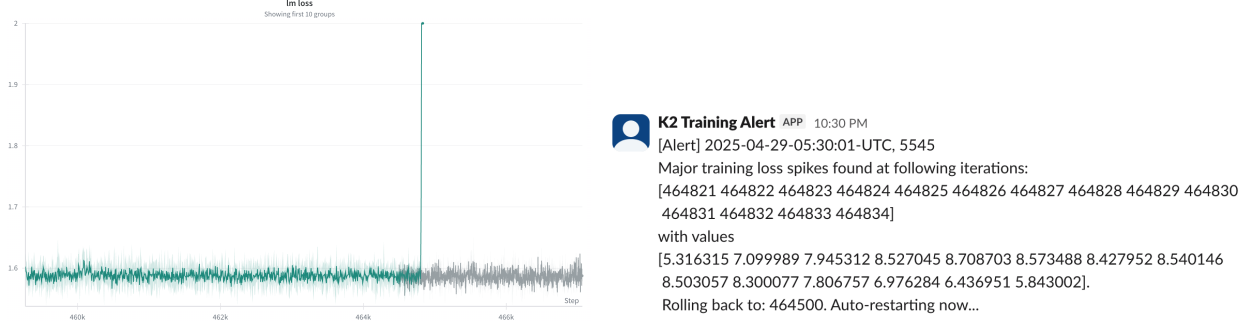 lm loss
Showing first 10 groups
2
1.9
1.8
1.7
1.6
Step
460k
462k
464k
466k
K2 Training Alert APP 10:30 PM
[Alert] 2025-04-29-05:30:01-UTC, 5545
Major training loss spikes found at following iterations:
[464821 464822 464823 464824 464825 464826 464827 464828 464829 464830
464831 464832 464833 464834]
with values
[5.316315 7.099989 7.945312 8.527045 8.708703 8.573488 8.427952 8.540146
8.503057 8.300077 7.806757 6.976284 6.436951 5.843002].
Rolling back to: 464500. Auto-restarting now...